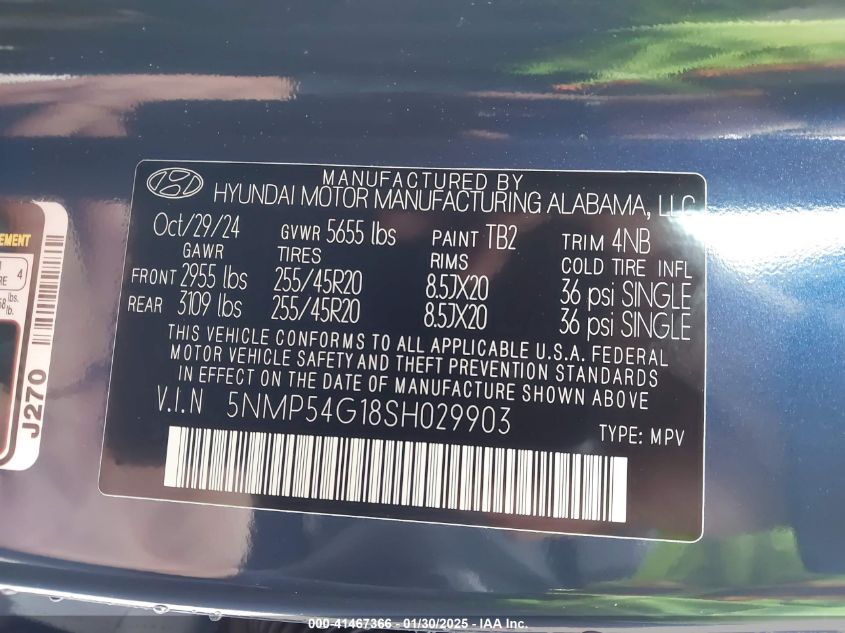 MANUFACTURED BY
HYUNDAI MOTOR MANUFACTURING ALABAMA, LLC
Oct/29/24 GVWR 5655 lbs PAINT TB2 TRIM 4NB
GAWR TIRES RIMS COLD TIRE INFL
FRONT 2955 lbs 255/45R20 8.5JX20 36 psi SINGLE
REAR 3109 lbs 255/45R20 8.5JX20 36 psi SINGLE
THIS VEHICLE CONFORMS TO ALL APPLICABLE U.S.A. FEDERAL
MOTOR VEHICLE SAFETY AND THEFT PREVENTION STANDARDS
IN EFFECT ON THE DATE OF MANUFACTURE SHOWN ABOVE
V.I.N 5NMP54G18SH029903
TYPE: MPV
4
lbs.
lb.
J270
000-41467366 - 01/30/2025 - IAA Inc.